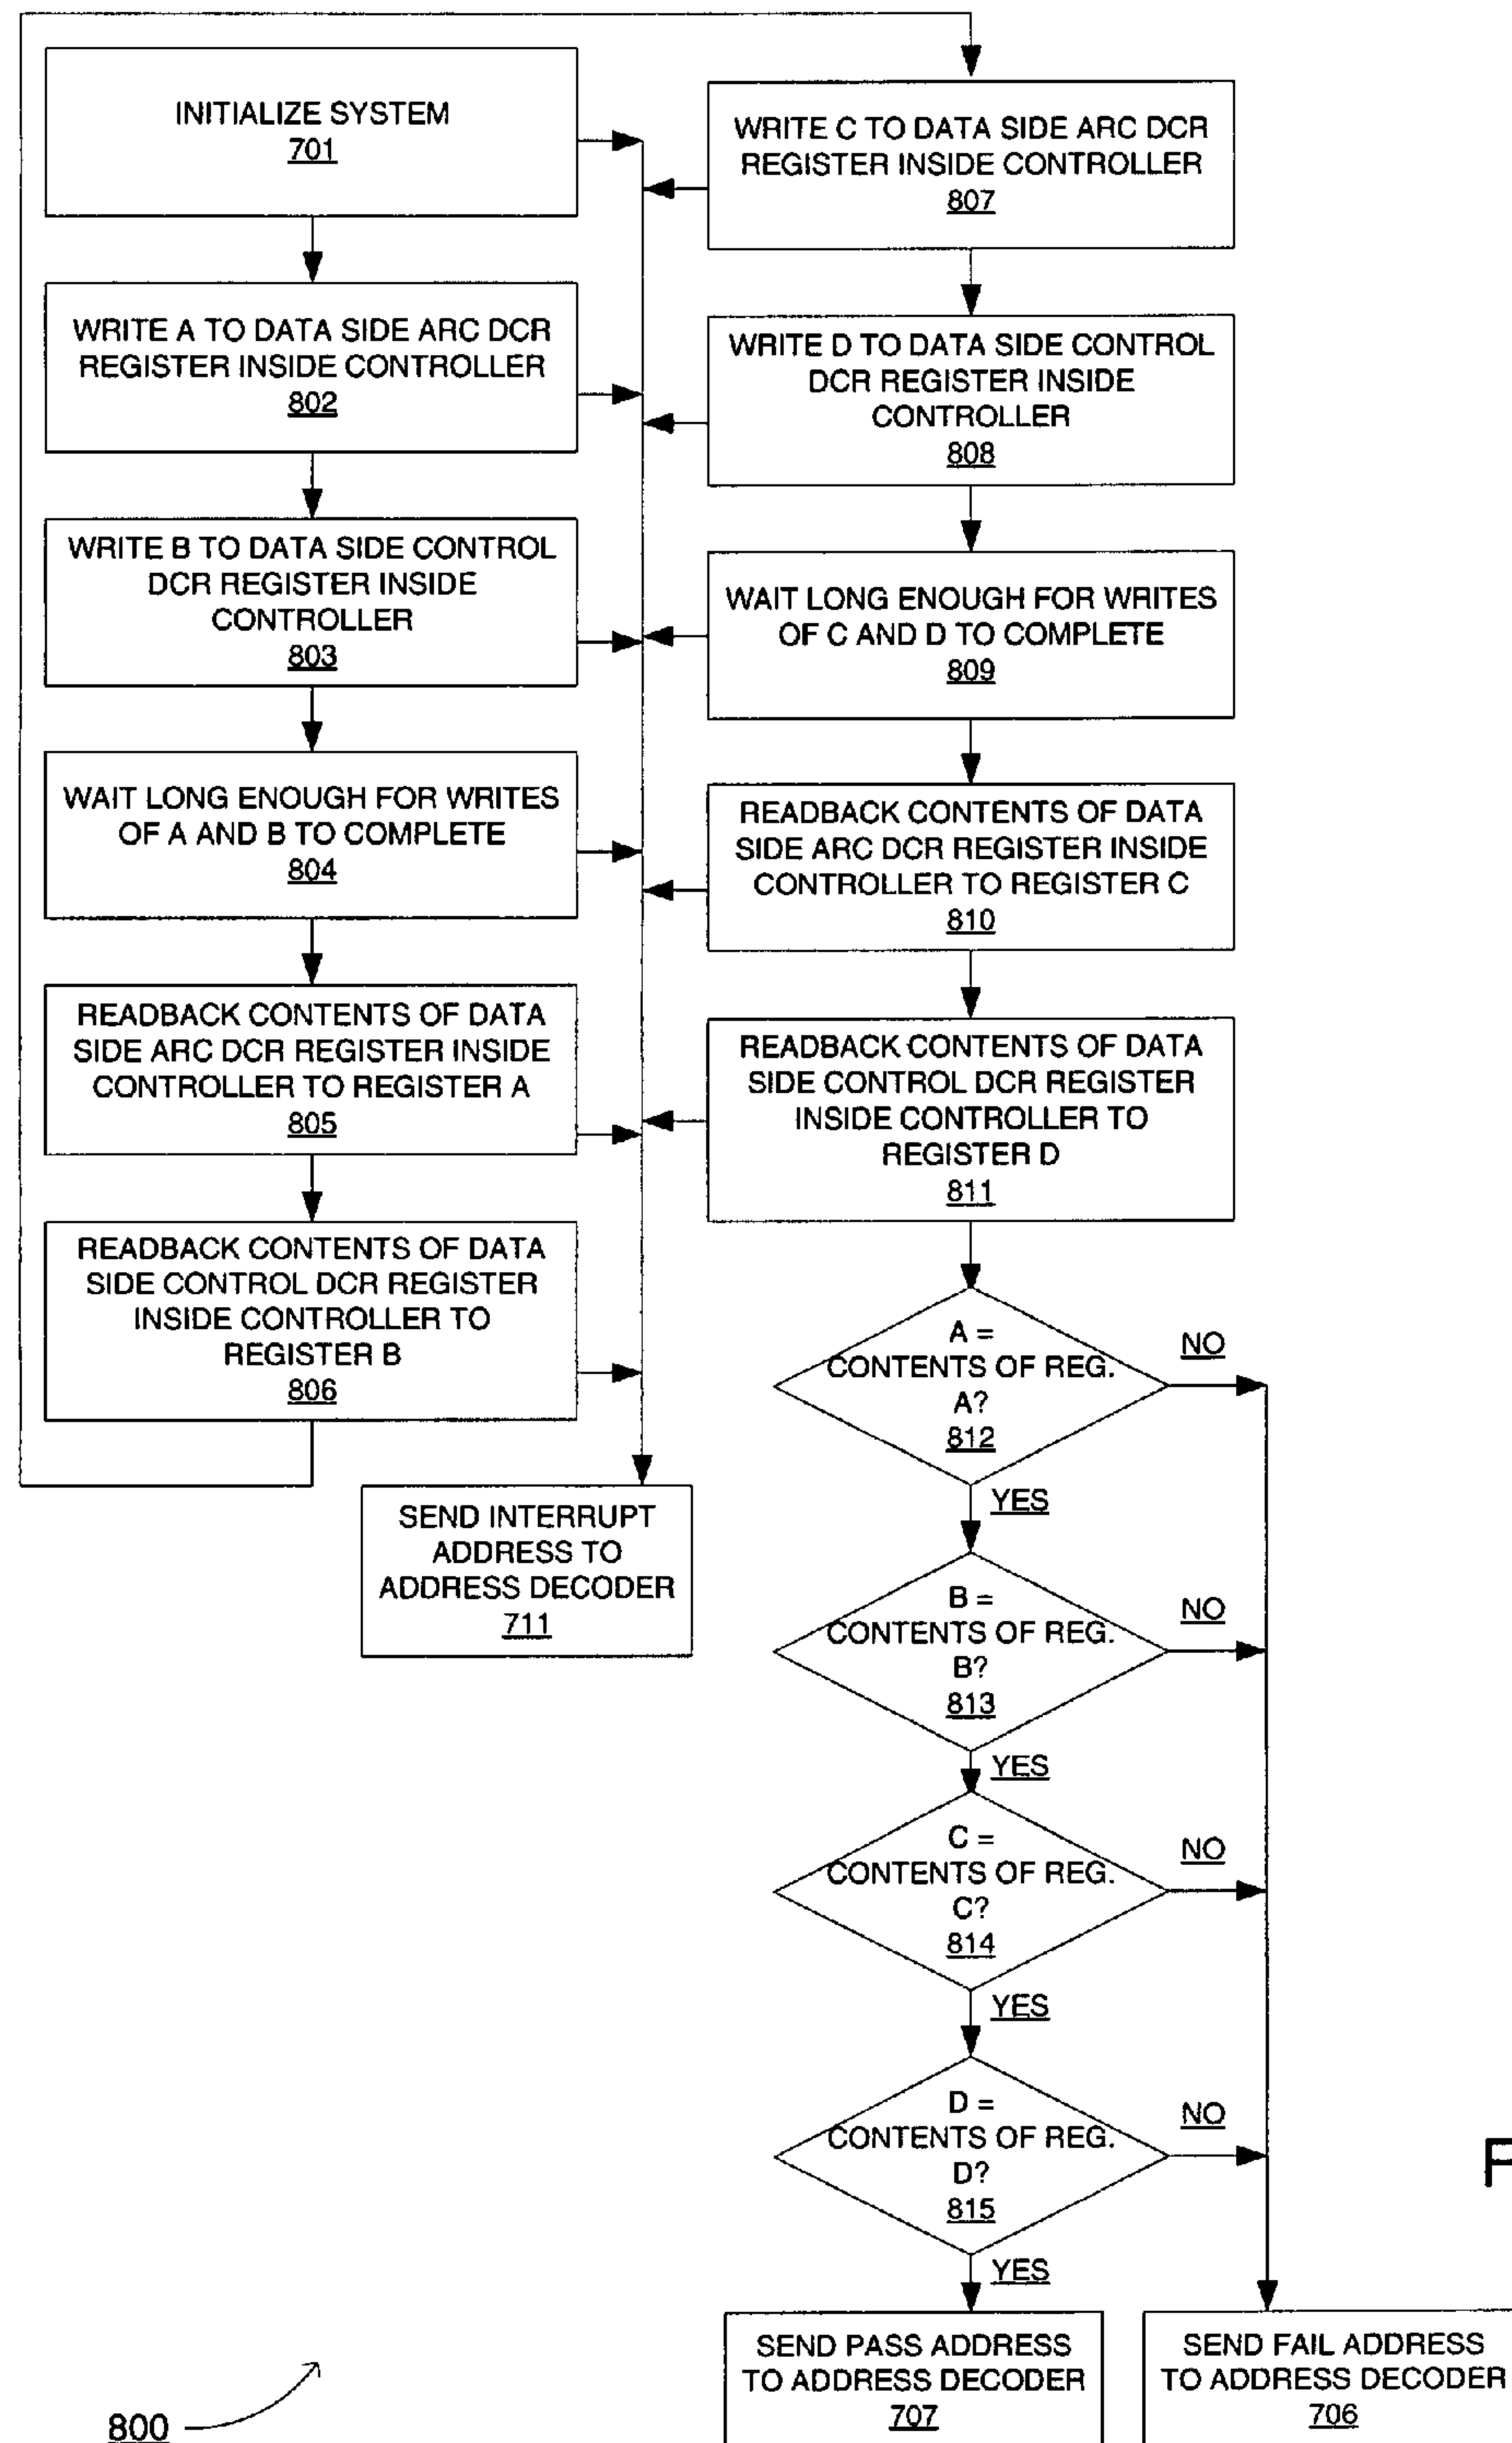 INITIALIZE SYSTEM
701
WRITE A TO DATA SIDE ARC DCR
REGISTER INSIDE CONTROLLER
802
WRITE B TO DATA SIDE CONTROL
DCR REGISTER INSIDE
CONTROLLER
803
WAIT LONG ENOUGH FOR WRITES
OF A AND B TO COMPLETE
804
READBACK CONTENTS OF DATA
SIDE ARC DCR REGISTER INSIDE
CONTROLLER TO REGISTER A
805
READBACK CONTENTS OF DATA
SIDE CONTROL DCR REGISTER
INSIDE CONTROLLER TO
REGISTER B
806
SEND INTERRUPT
ADDRESS TO
ADDRESS DECODER
711
WRITE C TO DATA SIDE ARC DCR
REGISTER INSIDE CONTROLLER
807
WRITE D TO DATA SIDE CONTROL
DCR REGISTER INSIDE
CONTROLLER
808
WAIT LONG ENOUGH FOR WRITES
OF C AND D TO COMPLETE
809
READBACK CONTENTS OF DATA
SIDE ARC DCR REGISTER INSIDE
CONTROLLER TO REGISTER C
810
READBACK CONTENTS OF DATA
SIDE CONTROL DCR REGISTER
INSIDE CONTROLLER TO
REGISTER D
811
A =
CONTENTS OF REG.
A?
812
NO
YES
B =
CONTENTS OF REG.
B?
813
NO
YES
C =
CONTENTS OF REG.
C?
814
NO
YES
D =
CONTENTS OF REG.
D?
815
NO
YES
SEND PASS ADDRESS
TO ADDRESS DECODER
707
SEND FAIL ADDRESS
TO ADDRESS DECODER
706
800